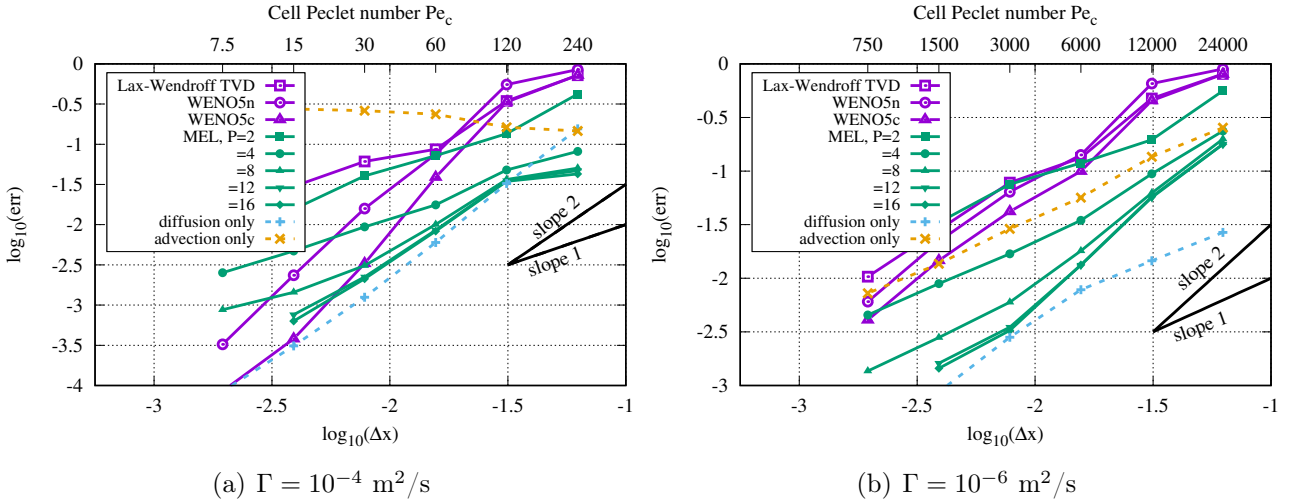 Cell Peclet number Pe_c
7.5 15 30 60 120 240
0
-0.5
-1
-1.5
-2
-2.5
-3
-3.5
-4
log10(err)
Lax-Wendroff TVD
WENO5n
WENO5c
MEL, P=2
=4
=8
=12
=16
diffusion only
advection only
slope 2
slope 1
-3 -2.5 -2 -1.5 -1
log10(Δx)
(a) Γ = 10^−4 m^2/s
Cell Peclet number Pe_c
750 1500 3000 6000 12000 24000
0
-0.5
-1
-1.5
-2
-2.5
-3
log10(err)
Lax-Wendroff TVD
WENO5n
WENO5c
MEL, P=2
=4
=8
=12
=16
diffusion only
advection only
slope 2
slope 1
-3 -2.5 -2 -1.5 -1
log10(Δx)
(b) Γ = 10^−6 m^2/s